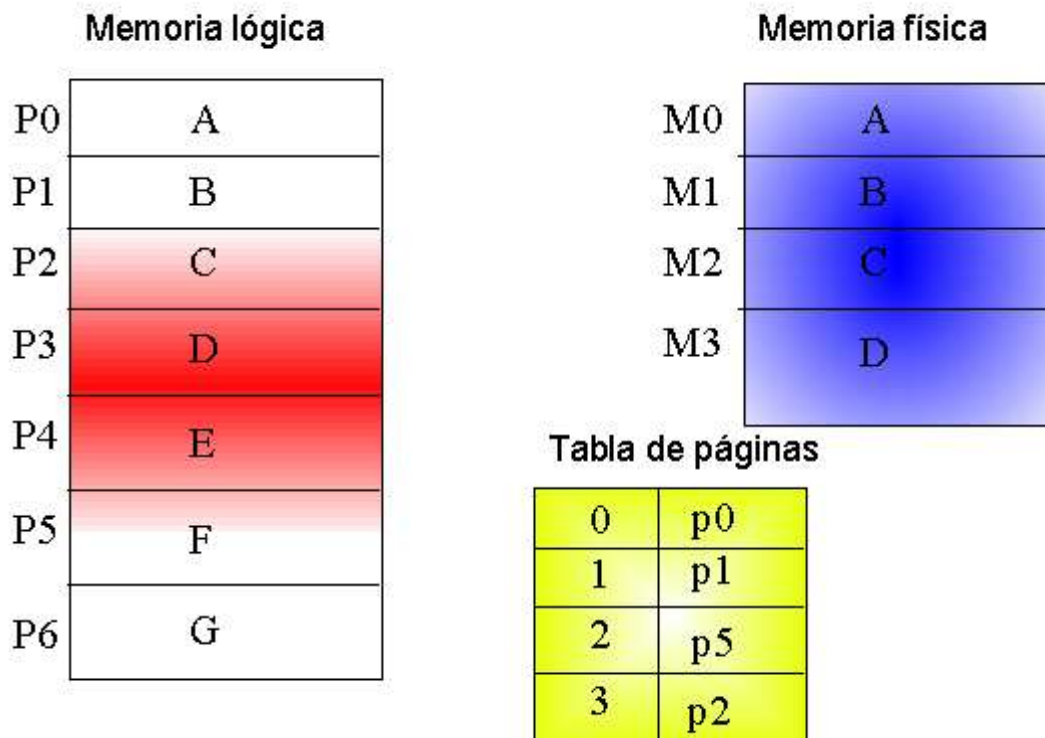 Memoria lógica
P0 A
P1 B
P2 C
P3 D
P4 E
P5 F
P6 G
Memoria física
M0 A
M1 B
M2 C
M3 D
Tabla de páginas
0 p0
1 p1
2 p5
3 p2